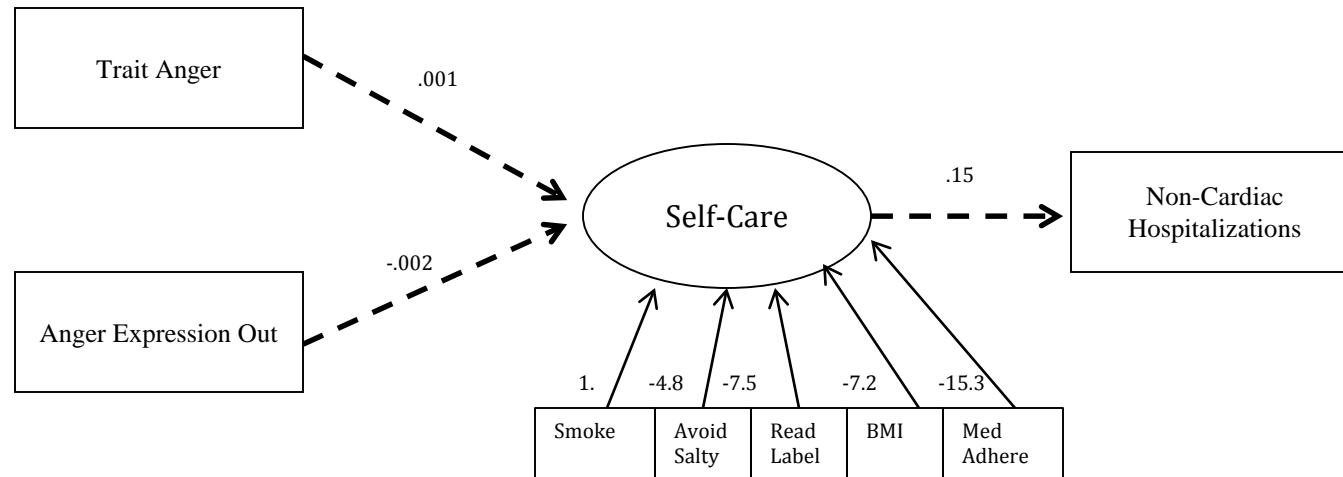 Trait Anger
.001
Self-Care
.15
Non-Cardiac
Hospitalizations
-.002
Anger Expression Out
1.
-4.8
-7.5
-7.2
-15.3
Smoke
Avoid
Salty
Read
Label
BMI
Med
Adhere